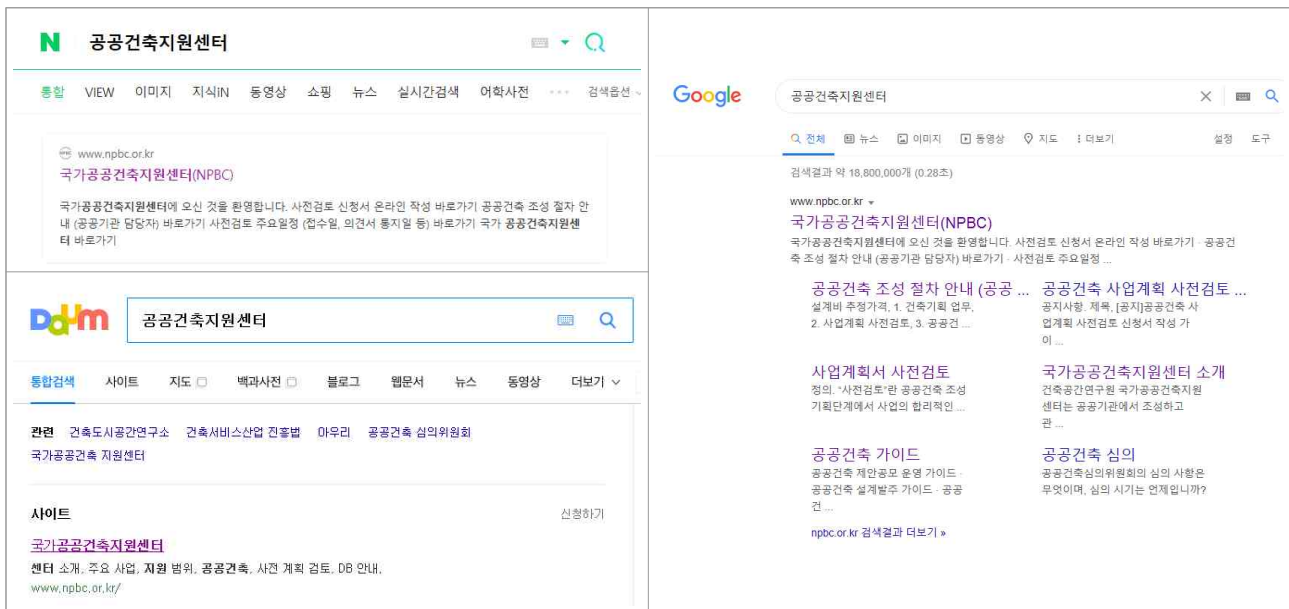 N 공공건축지원센터
통합 VIEW 이미지 지식iN 동영상 쇼핑 뉴스 실시간검색 어학사전 검색옵션
www.npbc.or.kr
국가공공건축지원센터(NPBC)
국가공공건축지원센터에 오신 것을 환영합니다. 사전검토 신청서 온라인 작성 바로가기 공공건축 조성 절차 안
내 (공공기관 담당자) 바로가기 사전검토 주요일정 (접수일, 의견서 통지일 등) 바로가기 국가 공공건축지원센
터 바로가기
Daum 공공건축지원센터
통합검색 사이트 지도 백과사전 블로그 웹문서 뉴스 동영상 더보기
관련 건축도시공간연구소 건축서비스산업 진흥법 아우리 공공건축 심의위원회
국가공공건축 지원센터
사이트 신청하기
국가공공건축지원센터
센터 소개, 주요 사업, 지원 범위, 공공건축, 사전 계획 검토, DB 안내.
www.npbc.or.kr/
Google 공공건축지원센터
전체 뉴스 이미지 동영상 지도 더보기 설정 도구
검색결과 약 18,800,000개 (0.28초)
www.npbc.or.kr
국가공공건축지원센터(NPBC)
국가공공건축지원센터에 오신 것을 환영합니다. 사전검토 신청서 온라인 작성 바로가기 · 공공건
축 조성 절차 안내 (공공기관 담당자) 바로가기 · 사전검토 주요일정 ...
공공건축 조성 절차 안내 (공공 ...
설계비 추정가격, 1. 건축기획 업무,
2. 사업계획 사전검토, 3. 공공건 ...
공공건축 사업계획 사전검토 ...
공지사항. 제목, [공지]공공건축 사
업계획 사전검토 신청서 작성 가
이 ...
사업계획서 사전검토
정의. “사전검토”란 공공건축 조성
기획단계에서 사업의 합리적인 ...
국가공공건축지원센터 소개
건축공간연구원 국가공공건축지원
센터는 공공기관에서 조성하고
관 ...
공공건축 가이드
공공건축 제안공모 운영 가이드 ·
공공건축 설계발주 가이드 · 공공
건 ...
공공건축 심의
공공건축심의위원회의 심의 사항은
무엇이며, 심의 시기는 언제입니까?
npbc.or.kr 검색결과 더보기 »